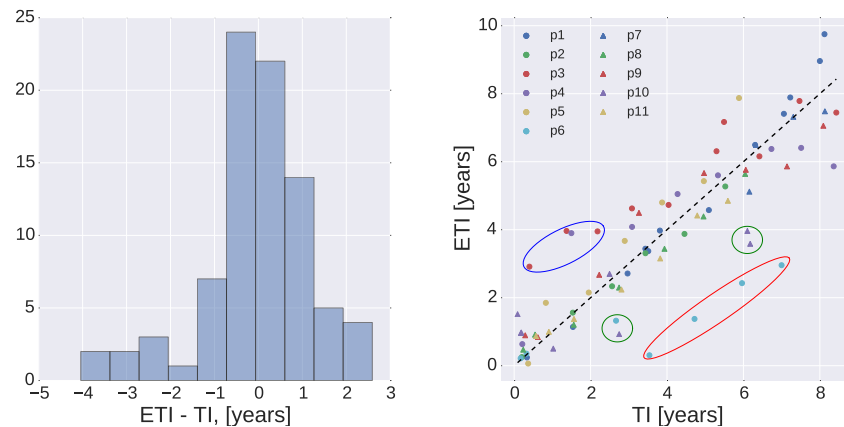 25
20
15
10
5
0
−5 −4 −3 −2 −1 0 1 2 3
ETI - TI, [years]
ETI [years]
10
8
6
4
2
0
p1 p7
p2 p8
p3 p9
p4 p10
p5 p11
p6
0 2 4 6 8
TI [years]